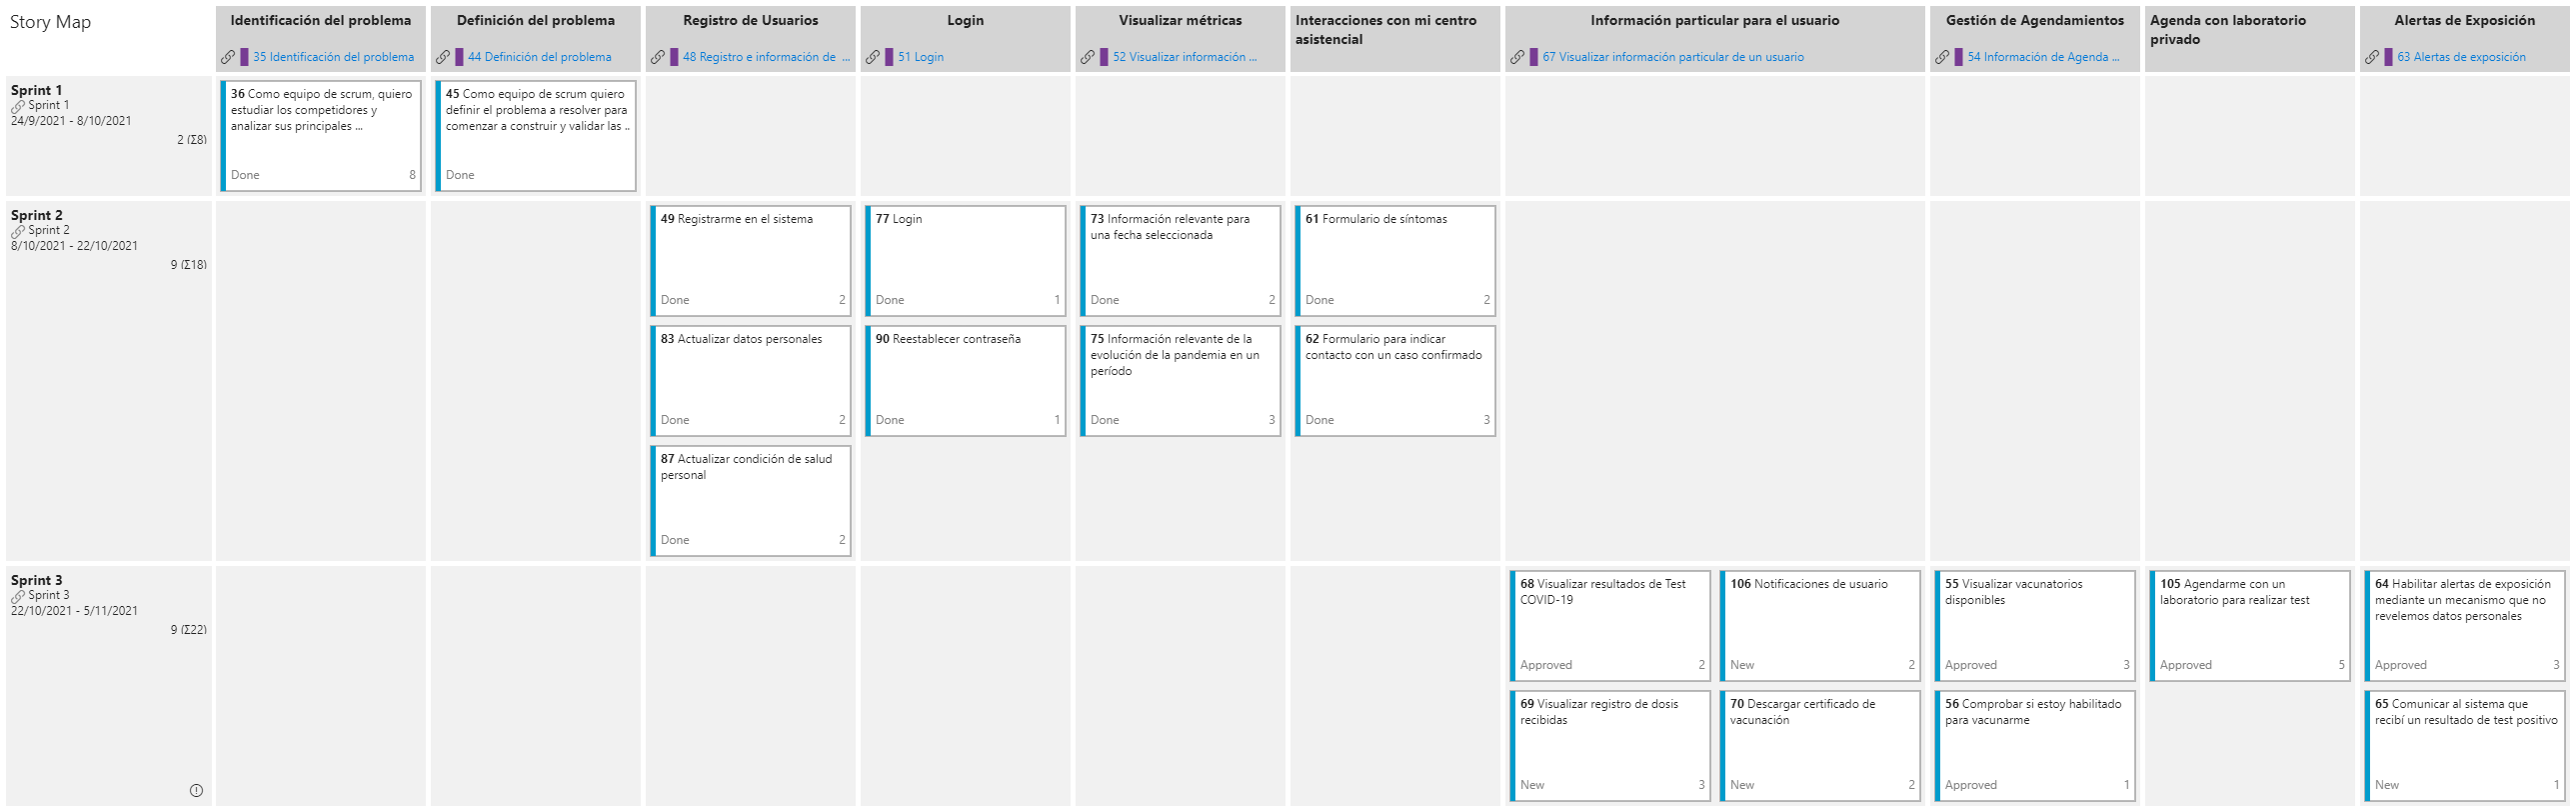 Story Map
Identificación del problema
35 Identificación del problema
Definición del problema
44 Definición del problema
Registro de Usuarios
48 Registro e información de ...
Login
51 Login
Visualizar métricas
52 Visualizar información ...
Interacciones con mi centro
asistencial
Información particular para el usuario
67 Visualizar información particular de un usuario
Gestión de Agendamientos
54 Información de Agenda ...
Agenda con laboratorio
privado
Alertas de Exposición
63 Alertas de exposición
Sprint 1
Sprint 1
24/9/2021 - 8/10/2021
2 (Σ8)
36 Como equipo de scrum, quiero
estudiar los competidores y
analizar sus principales ...
Done 8
45 Como equipo de scrum quiero
definir el problema a resolver para
comenzar a construir y validar las ..
Done
Sprint 2
Sprint 2
8/10/2021 - 22/10/2021
9 (Σ18)
49 Registrarme en el sistema
Done 2
77 Login
Done 1
73 Información relevante para
una fecha seleccionada
Done 2
61 Formulario de síntomas
Done 2
83 Actualizar datos personales
Done 2
90 Reestablecer contraseña
Done 1
75 Información relevante de la
evolución de la pandemia en un
período
Done 3
62 Formulario para indicar
contacto con un caso confirmado
Done 3
87 Actualizar condición de salud
personal
Done 2
Sprint 3
Sprint 3
22/10/2021 - 5/11/2021
9 (Σ22)
68 Visualizar resultados de Test
COVID-19
Approved 2
106 Notificaciones de usuario
New 2
55 Visualizar vacunatorios
disponibles
Approved 3
105 Agendarme con un
laboratorio para realizar test
Approved 5
64 Habilitar alertas de exposición
mediante un mecanismo que no
revelemos datos personales
Approved 3
69 Visualizar registro de dosis
recibidas
New 3
70 Descargar certificado de
vacunación
New 2
56 Comprobar si estoy habilitado
para vacunarme
Approved 1
65 Comunicar al sistema que
recibí un resultado de test positivo
New 1